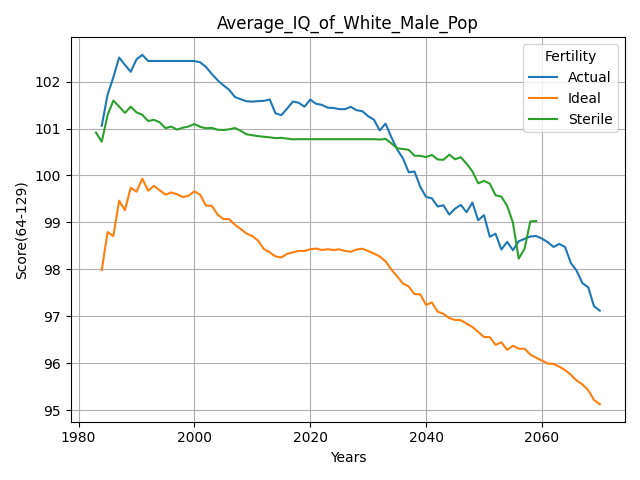 Average_IQ_of_White_Male_Pop
Fertility
Actual
Ideal
Sterile
Score(64-129)
102
101
100
99
98
97
96
95
1980
2000
2020
2040
2060
Years